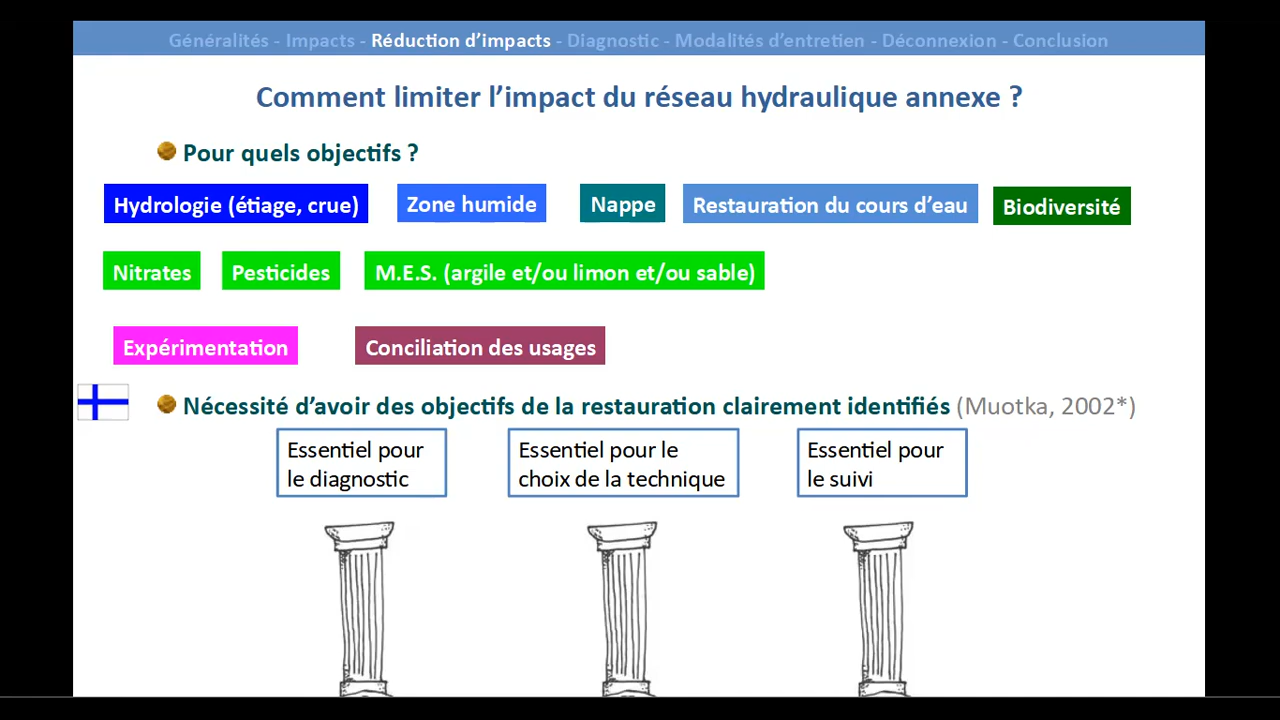 Généralités - Impacts - Réduction d'impacts - Diagnostic - Modalités d'entretien - Déconnexion - Conclusion
Comment limiter l'impact du réseau hydraulique annexe ?
Pour quels objectifs ?
Hydrologie (étiage, crue)
Zone humide
Nappe
Restauration du cours d'eau
Biodiversité
Nitrates
Pesticides
M.E.S. (argile et/ou limon et/ou sable)
Expérimentation
Conciliation des usages
Nécessité d'avoir des objectifs de la restauration clairement identifiés (Muotka, 2002*)
Essentiel pour
le diagnostic
Essentiel pour le
choix de la technique
Essentiel pour
le suivi